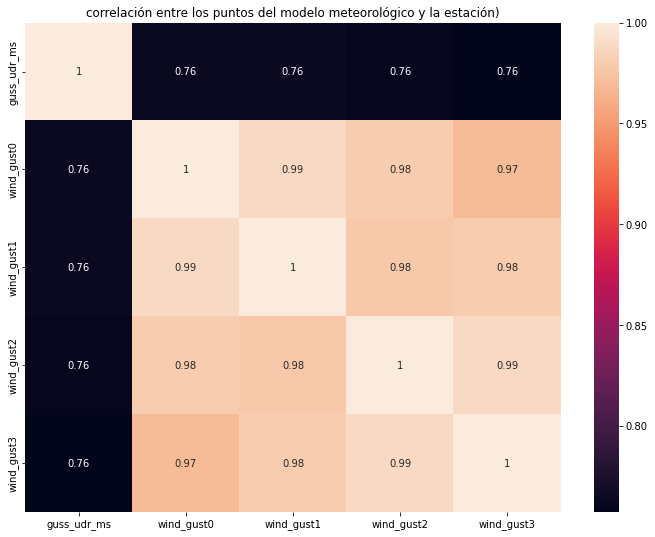 correlación entre los puntos del modelo meteorológico y la estación)
guss_udr_ms
1
0.76
0.76
0.76
0.76
wind_gust0
0.76
1
0.99
0.98
0.97
wind_gust1
0.76
0.99
1
0.98
0.98
wind_gust2
0.76
0.98
0.98
1
0.99
wind_gust3
0.76
0.97
0.98
0.99
1
guss_udr_ms
wind_gust0
wind_gust1
wind_gust2
wind_gust3
1.00
0.95
0.90
0.85
0.80